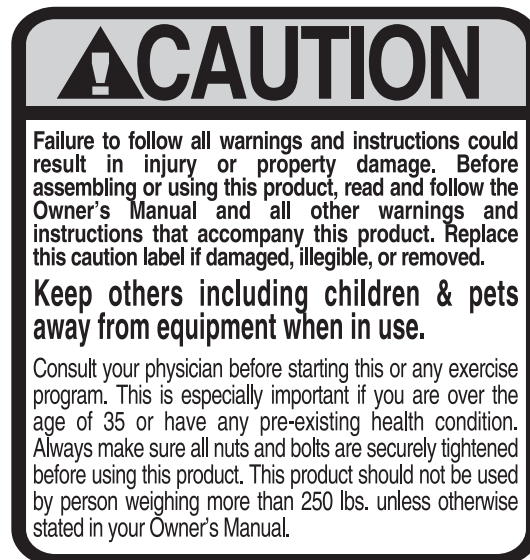 CAUTION
Failure to follow all warnings and instructions could
result in injury or property damage. Before
assembling or using this product, read and follow the
Owner's Manual and all other warnings and
instructions that accompany this product. Replace
this caution label if damaged, illegible, or removed.
Keep others including children & pets
away from equipment when in use.
Consult your physician before starting this or any exercise
program. This is especially important if you are over the
age of 35 or have any pre-existing health condition.
Always make sure all nuts and bolts are securely tightened
before using this product. This product should not be used
by person weighing more than 250 lbs. unless otherwise
stated in your Owner's Manual.